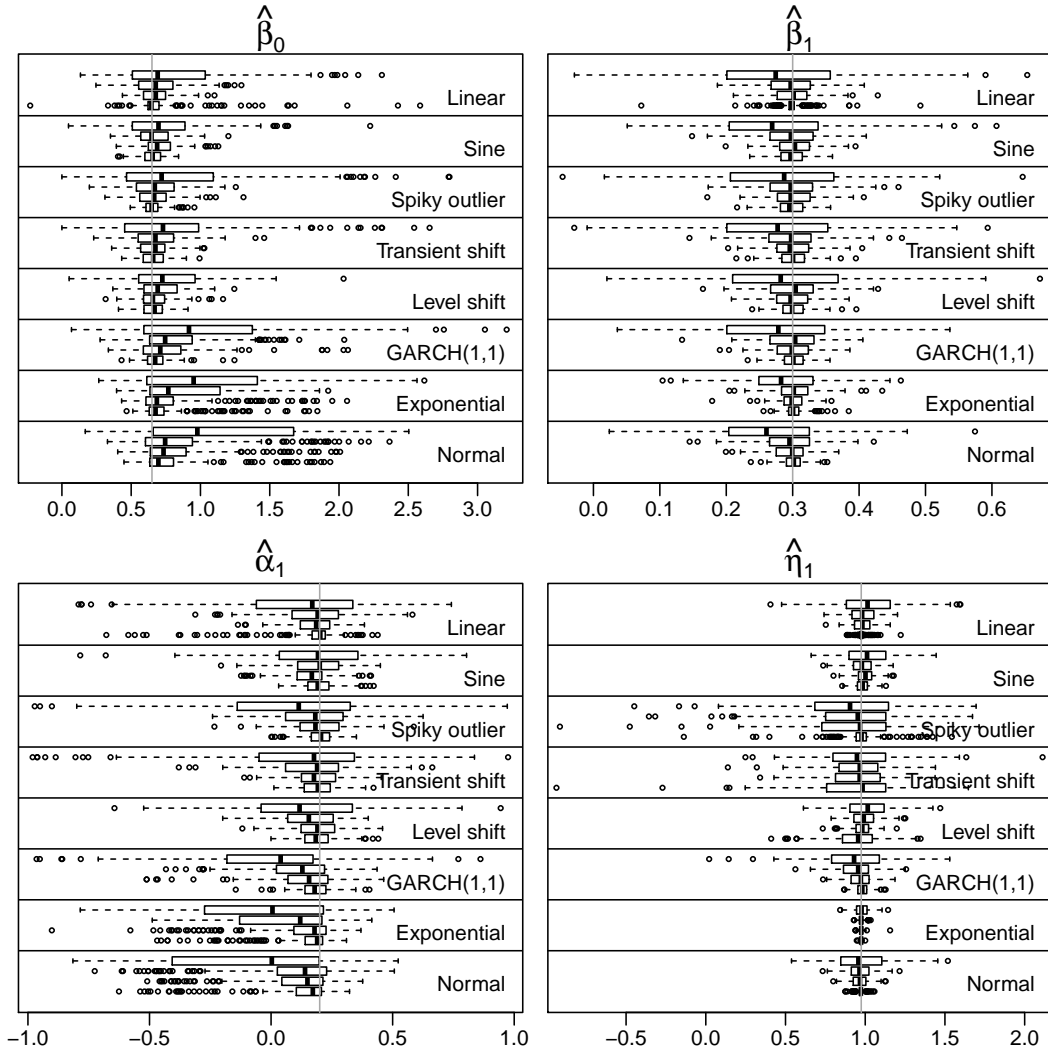 β̂₀
Linear
Sine
Spiky outlier
Transient shift
Level shift
GARCH(1,1)
Exponential
Normal
0.0 0.5 1.0 1.5 2.0 2.5 3.0
β̂₁
Linear
Sine
Spiky outlier
Transient shift
Level shift
GARCH(1,1)
Exponential
Normal
0.0 0.1 0.2 0.3 0.4 0.5 0.6
α̂₁
Linear
Sine
Spiky outlier
Transient shift
Level shift
GARCH(1,1)
Exponential
Normal
−1.0 −0.5 0.0 0.5 1.0
η̂₁
Linear
Sine
Spiky outlier
Transient shift
Level shift
GARCH(1,1)
Exponential
Normal
−0.5 0.0 0.5 1.0 1.5 2.0